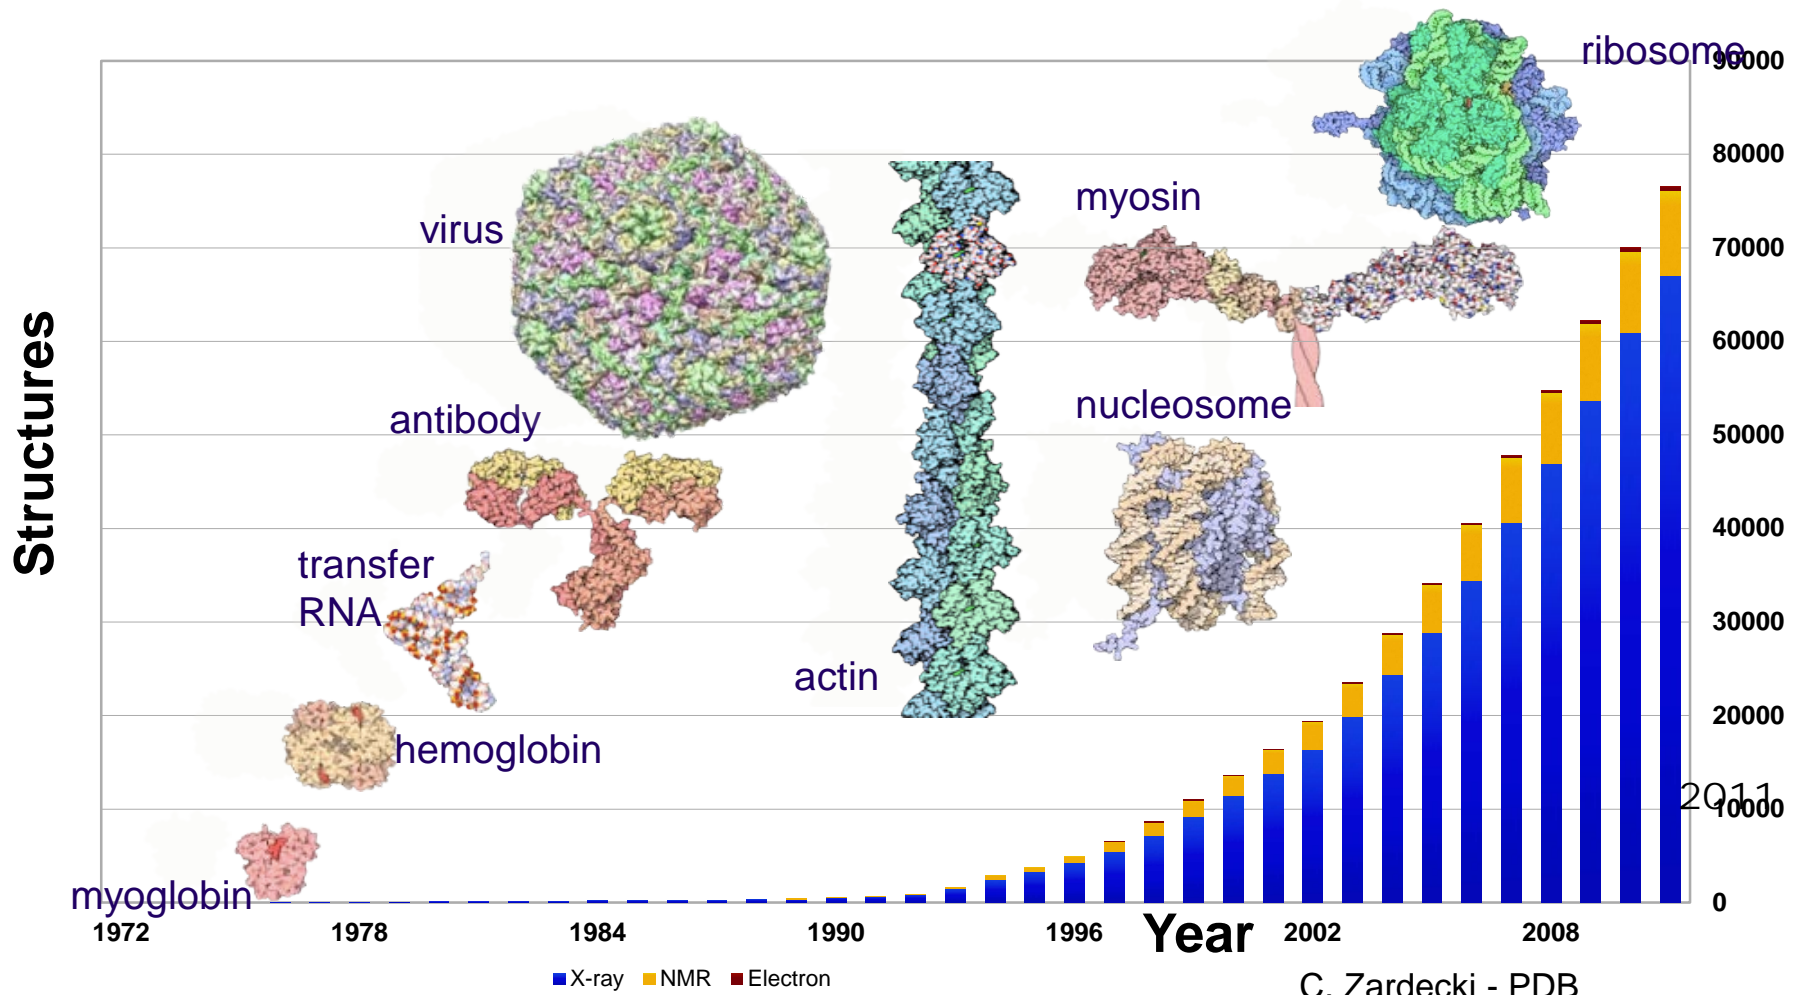 ribosome
90000
80000
myosin
virus
70000
60000
Structures
antibody
nucleosome
50000
40000
transfer
RNA
30000
actin
20000
hemoglobin
2011
10000
myoglobin
0
1972 1978 1984 1990 1996 Year 2002 2008
X-ray NMR Electron
C. Zardecki - PDB